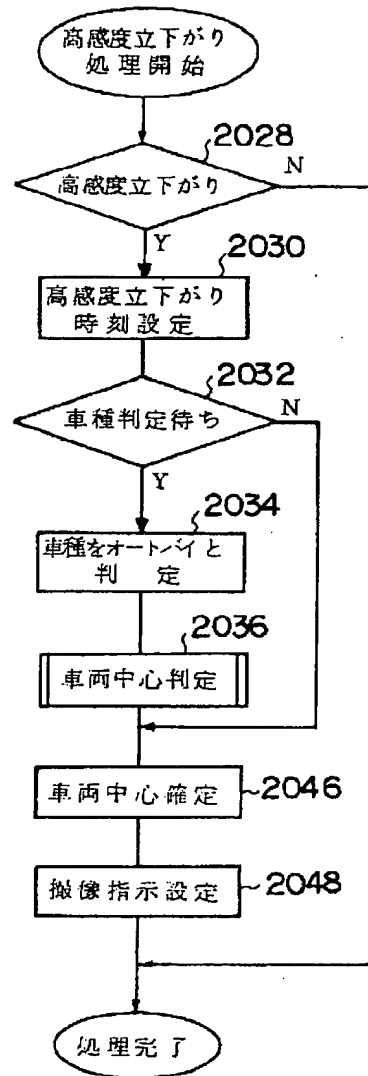 高感度立下がり
処理開始
2028
高感度立下がり
N
Y
2030
高感度立下がり
時刻設定
2032
車種判定待ち
N
Y
2034
車種をオートバイと
判定
2036
車両中心判定
車両中心確定
2046
撮像指示設定
2048
処理完了